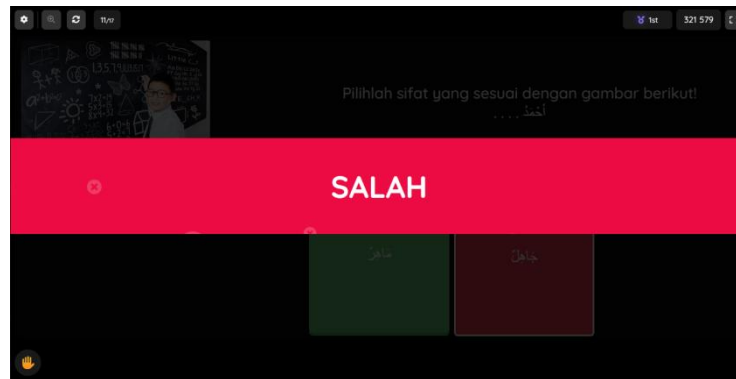 11/17
1st
321 579
Pilihlah sifat yang sesuai dengan gambar berikut!
أَحْمَدُ . . . .
SALAH
مَاهِرٌ
جَاهِلٌ